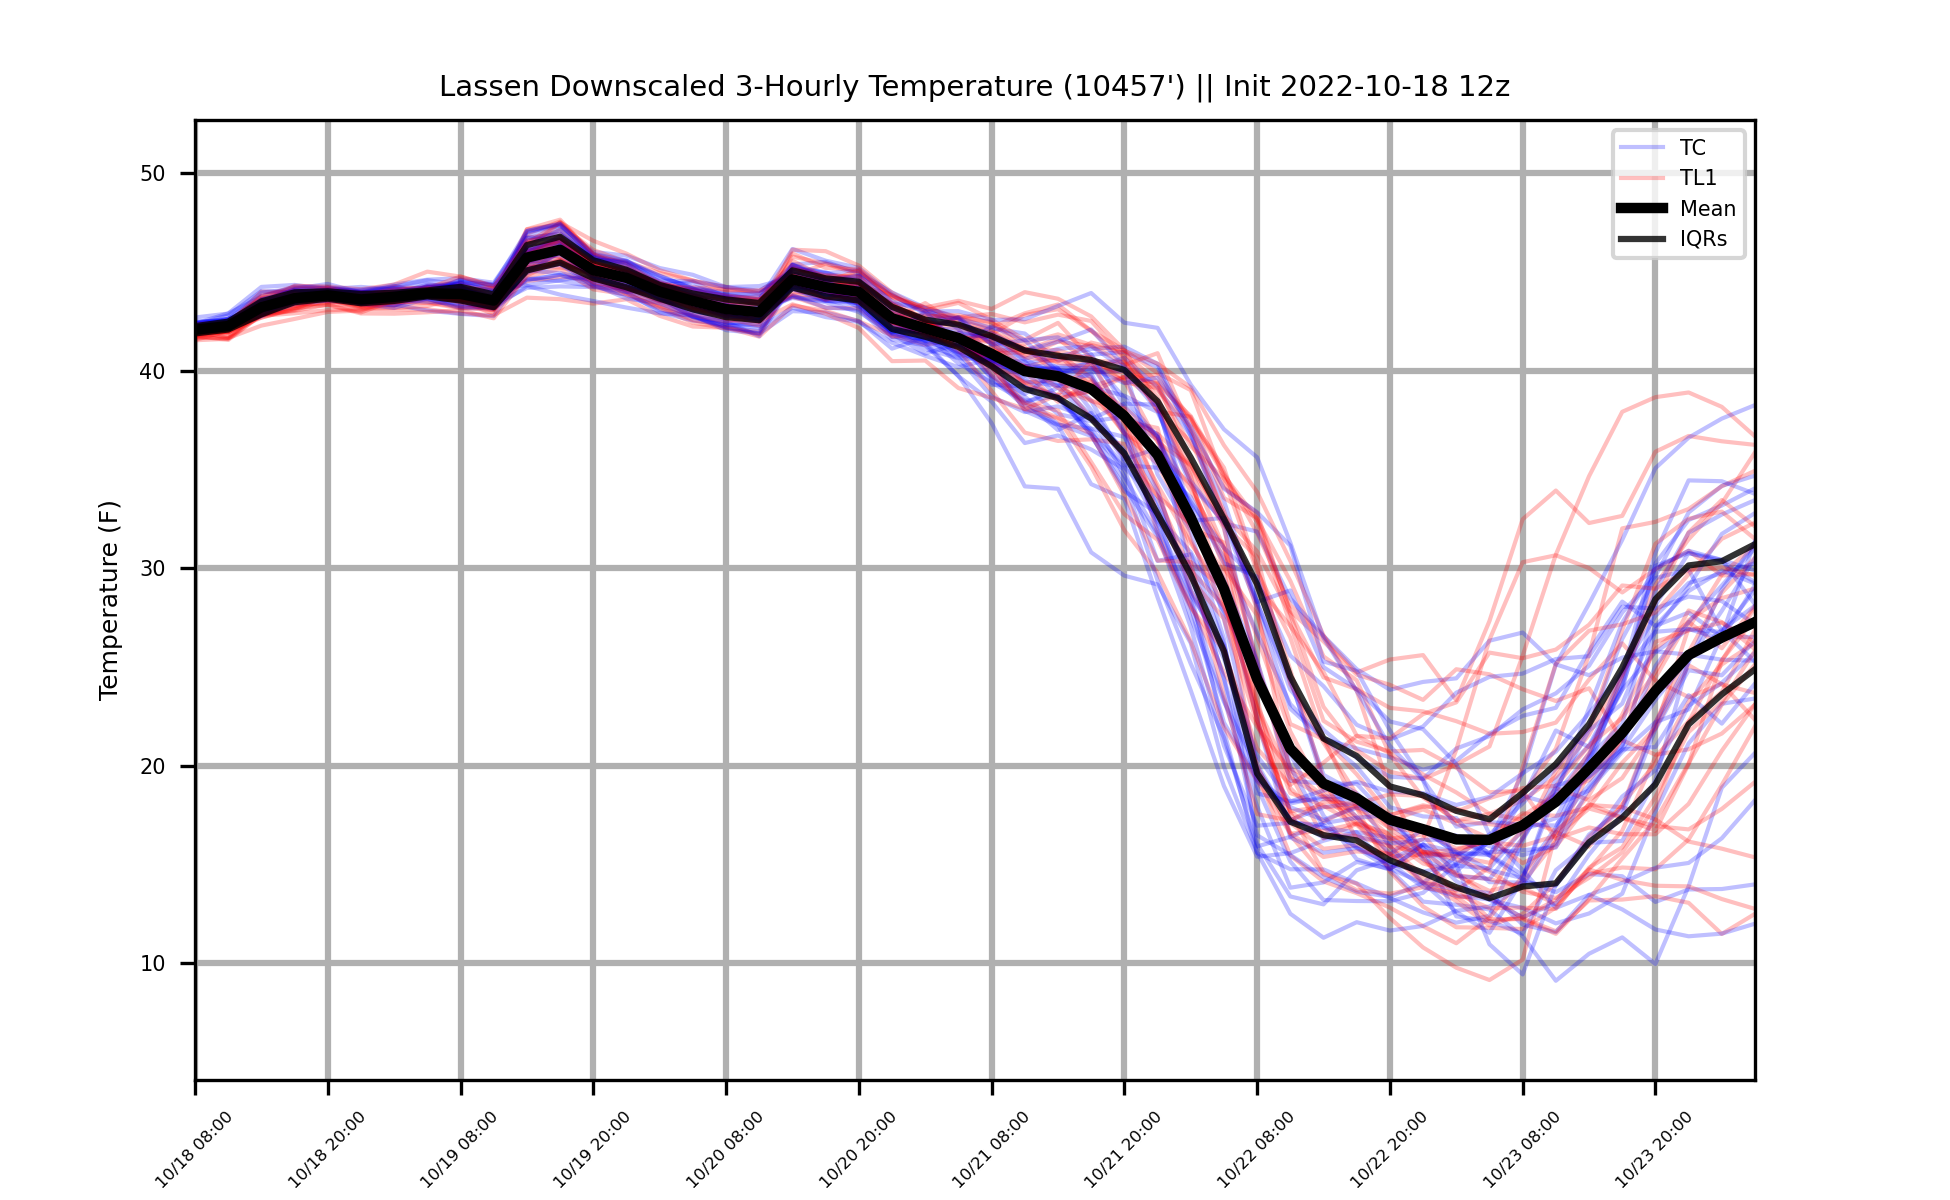 Lassen Downscaled 3-Hourly Temperature (10457') || Init 2022-10-18 12z
TC
TL1
Mean
IQRs
Temperature (F)
50
40
30
20
10
10/18 08:00
10/18 20:00
10/19 08:00
10/19 20:00
10/20 08:00
10/20 20:00
10/21 08:00
10/21 20:00
10/22 08:00
10/22 20:00
10/23 08:00
10/23 20:00